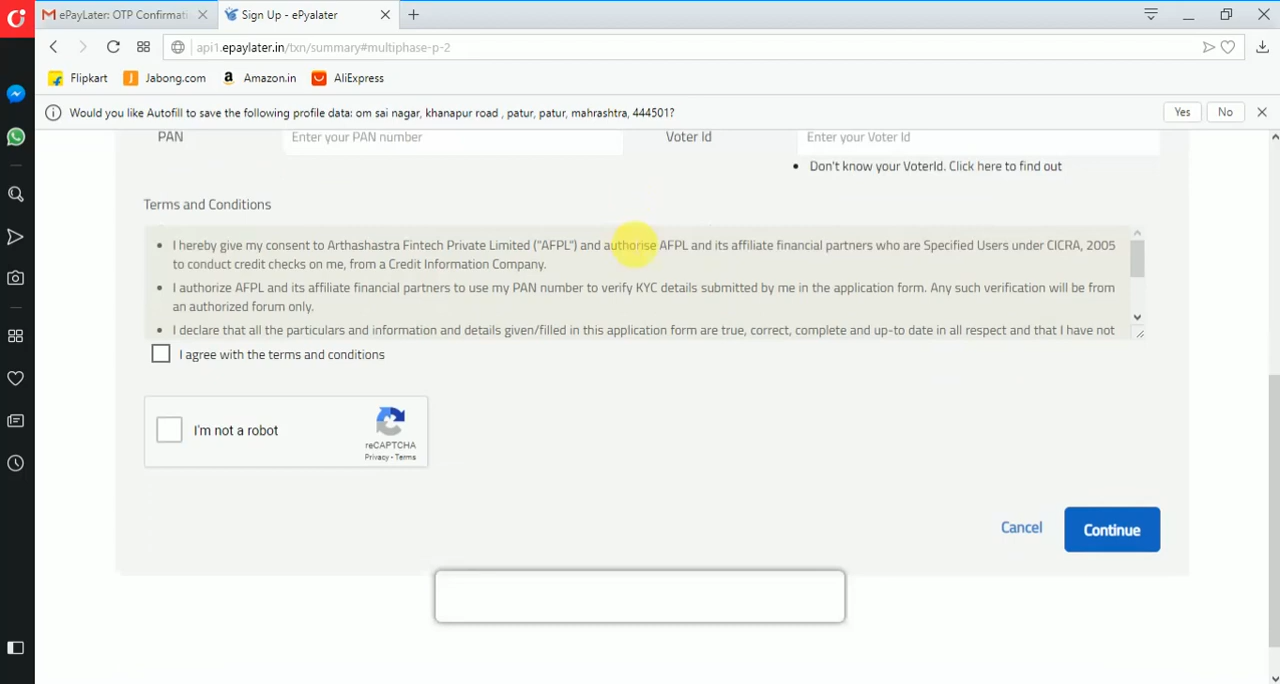 ePayLater: OTP Confirmati
Sign Up - ePyalater
api1.epaylater.in/txn/summary#multiphase-p-2
Flipkart
Jabong.com
Amazon.in
AliExpress
Would you like Autofill to save the following profile data: om sai nagar, khanapur road , patur, patur, mahrashtra, 444501?
Yes
No
PAN
Enter your PAN number
Voter Id
Enter your Voter Id
• Don't know your VoterId. Click here to find out
Terms and Conditions
• I hereby give my consent to Arthashastra Fintech Private Limited ("AFPL") and authorise AFPL and its affiliate financial partners who are Specified Users under CICRA, 2005
to conduct credit checks on me, from a Credit Information Company.
• I authorize AFPL and its affiliate financial partners to use my PAN number to verify KYC details submitted by me in the application form. Any such verification will be from
an authorized forum only.
• I declare that all the particulars and information and details given/filled in this application form are true, correct, complete and up-to date in all respect and that I have not
I agree with the terms and conditions
I'm not a robot
reCAPTCHA
Privacy - Terms
Cancel
Continue